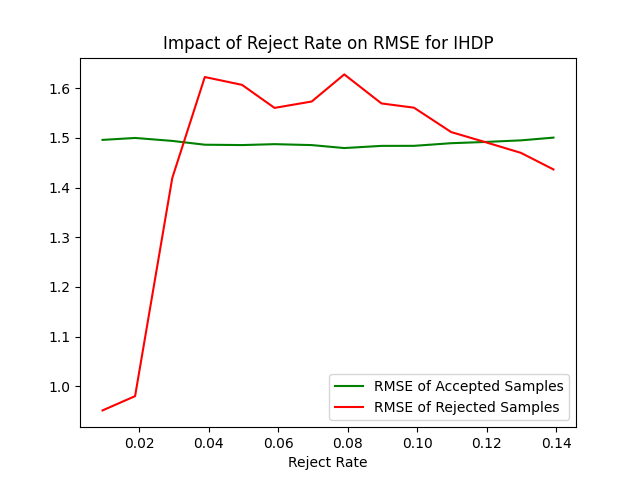 Impact of Reject Rate on RMSE for IHDP
1.6
1.5
1.4
1.3
1.2
1.1
1.0
RMSE of Accepted Samples
RMSE of Rejected Samples
0.02 0.04 0.06 0.08 0.10 0.12 0.14
Reject Rate